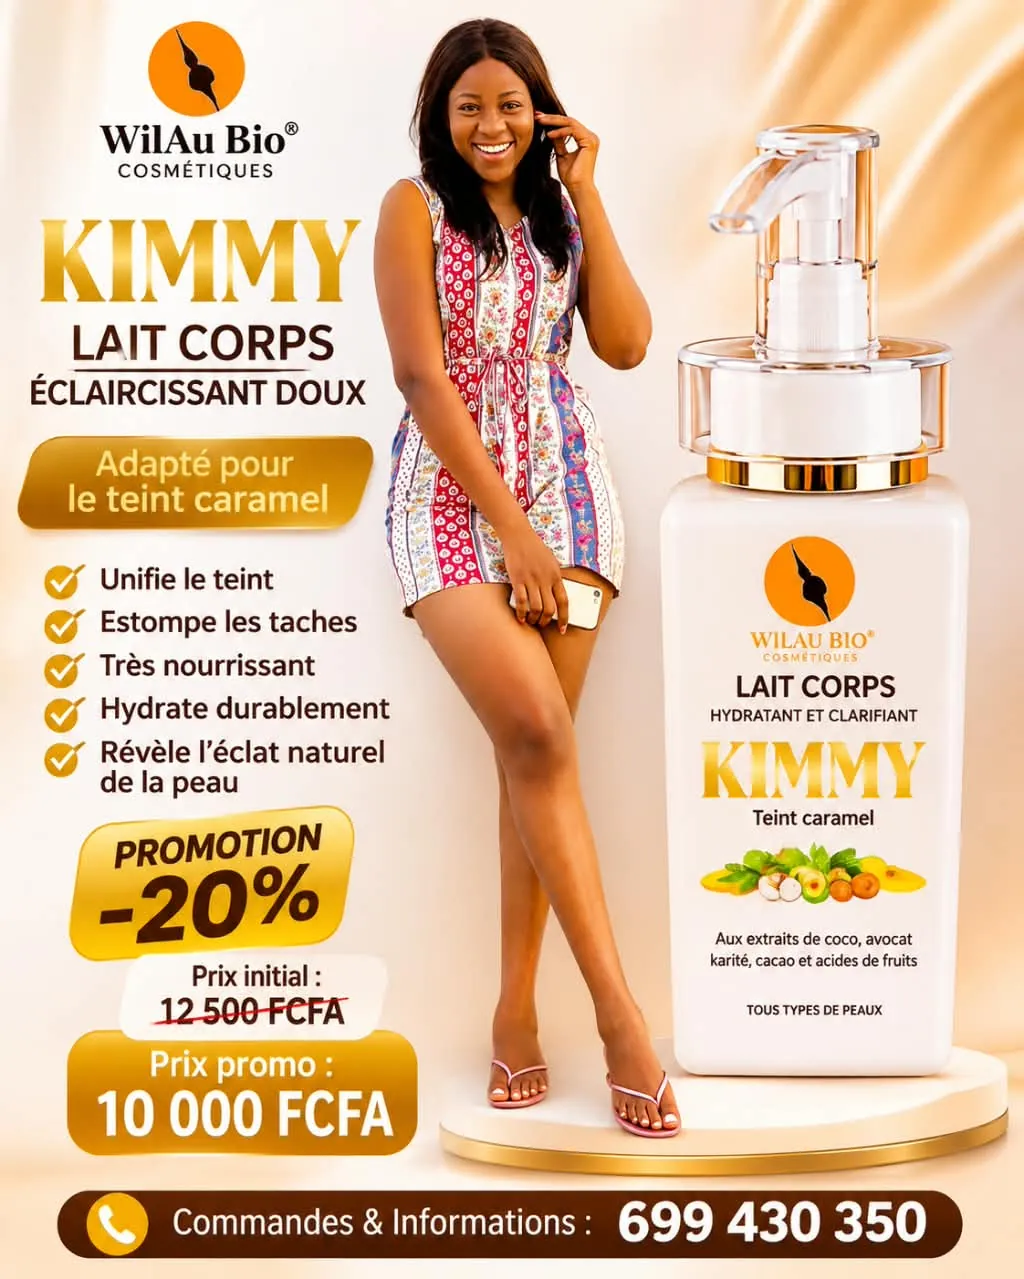 WilAu Bio®
COSMÉTIQUES
KIMMY
LAIT CORPS
ÉCLAIRCISSANT DOUX
Adapté pour
le teint caramel
Unifie le teint
Estompe les taches
Très nourrissant
Hydrate durablement
Révèle l'éclat naturel
de la peau
PROMOTION
-20%
Prix initial :
12 500 FCFA
Prix promo :
10 000 FCFA
WILAU BIO®
COSMÉTIQUES
LAIT CORPS
HYDRATANT ET CLARIFIANT
KIMMY
Teint caramel
Aux extraits de coco, avocat
karité, cacao et acides de fruits
TOUS TYPES DE PEAUX
Commandes & Informations : 699 430 350